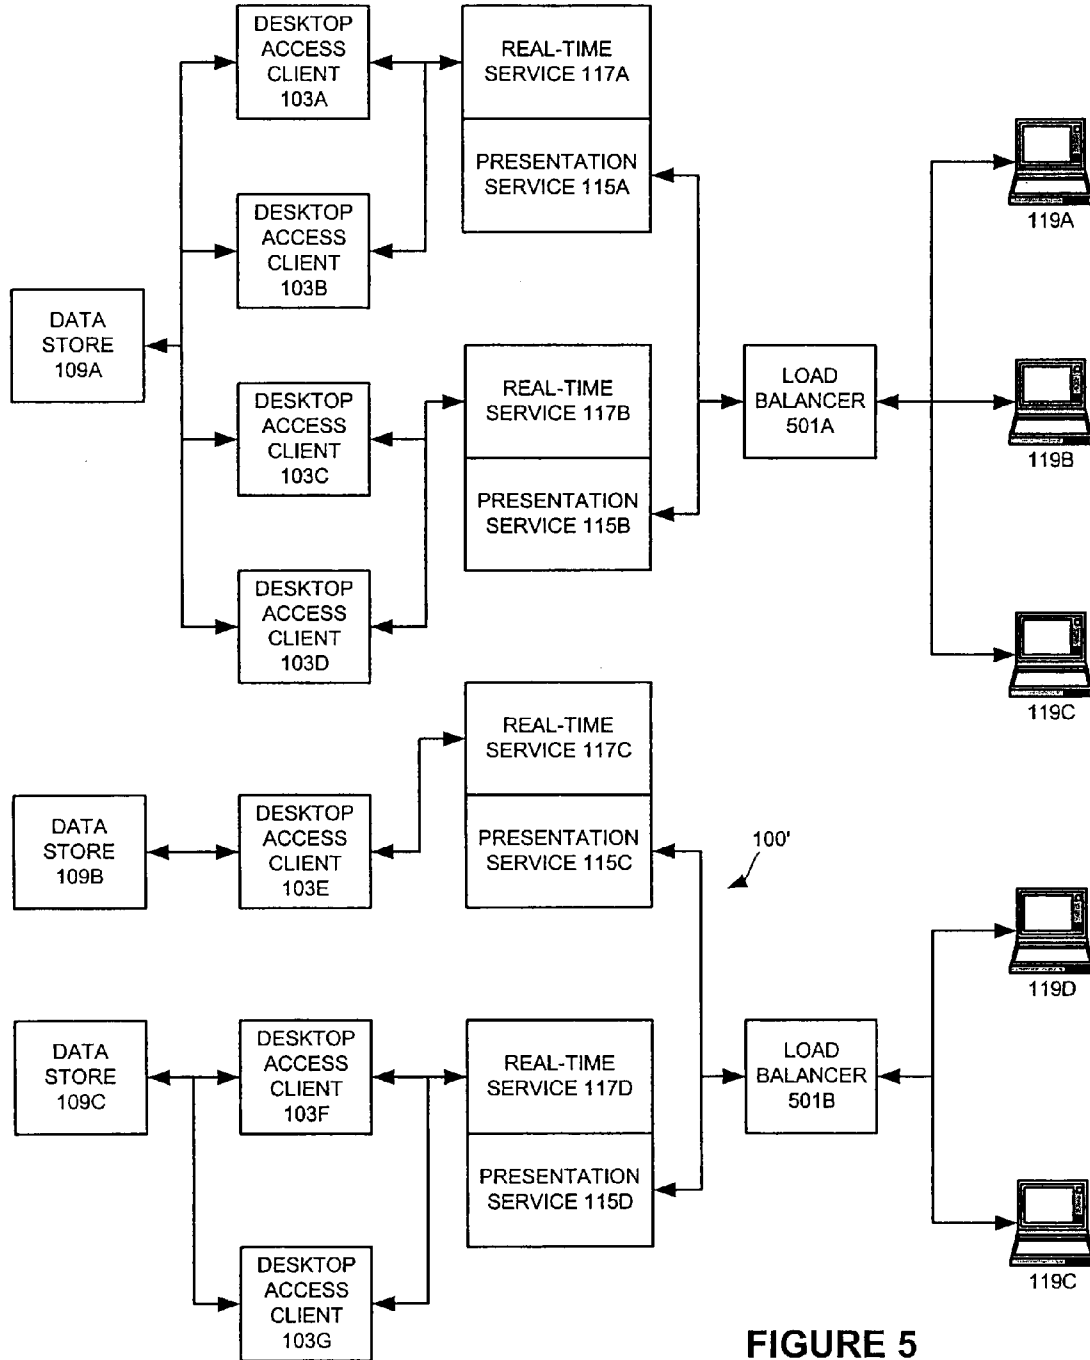 DESKTOP
ACCESS
CLIENT
103A
REAL-TIME
SERVICE 117A
PRESENTATION
SERVICE 115A
119A
DESKTOP
ACCESS
CLIENT
103B
DATA
STORE
109A
DESKTOP
ACCESS
CLIENT
103C
REAL-TIME
SERVICE 117B
PRESENTATION
SERVICE 115B
LOAD
BALANCER
501A
119B
DESKTOP
ACCESS
CLIENT
103D
119C
REAL-TIME
SERVICE 117C
PRESENTATION
SERVICE 115C
DATA
STORE
109B
DESKTOP
ACCESS
CLIENT
103E
100'
119D
DATA
STORE
109C
DESKTOP
ACCESS
CLIENT
103F
REAL-TIME
SERVICE 117D
PRESENTATION
SERVICE 115D
LOAD
BALANCER
501B
119C
DESKTOP
ACCESS
CLIENT
103G
FIGURE 5